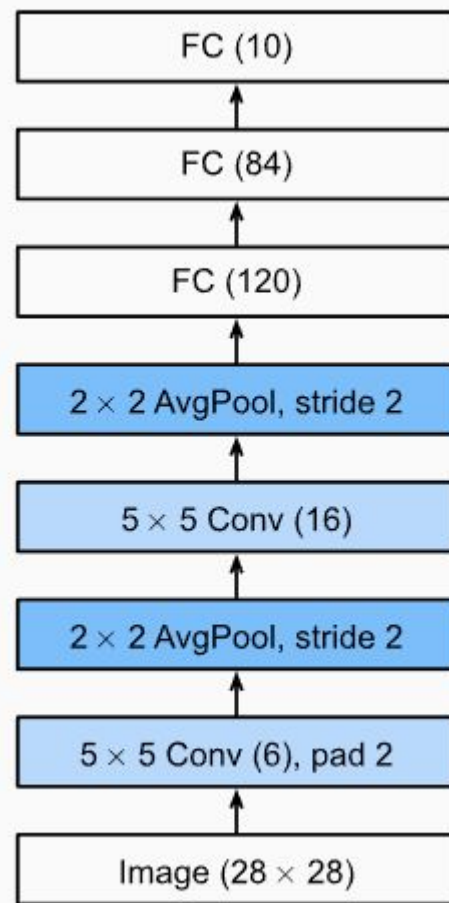 FC (10)
FC (84)
FC (120)
2 × 2 AvgPool, stride 2
5 × 5 Conv (16)
2 × 2 AvgPool, stride 2
5 × 5 Conv (6), pad 2
Image (28 × 28)